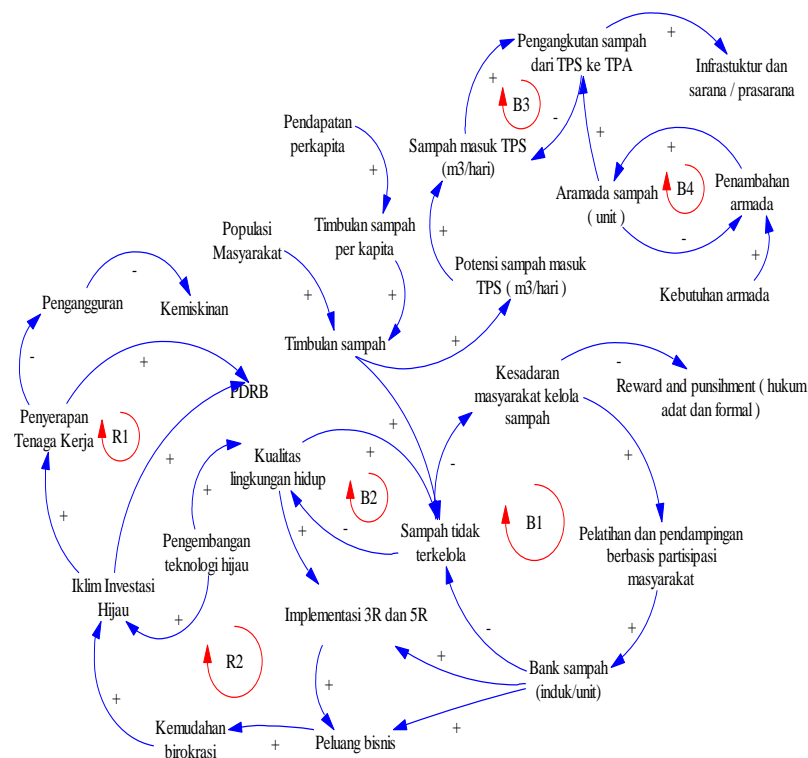 Pengangkutan sampah
dari TPS ke TPA
+
+
Infrastuktur dan
sarana / prasarana
B3
-
Pendapatan
perkapita
Sampah masuk TPS
(m3/hari)
+
+
Aramada sampah
( unit )
B4
Penambahan
armada
+
Populasi
Masyarakat
Timbulan sampah
per kapita
+
-
Potensi sampah masuk
TPS ( m3/hari )
+
Kebutuhan armada
-
Pengangguran
Kemiskinan
+
+
Timbulan sampah
+
-
+
Kesadaran
masyarakat kelola
sampah
-
Reward and punsihment ( hukum
adat dan formal )
PDRB
Penyerapan
Tenaga Kerja
R1
+
+
Kualitas
lingkungan hidup
+
-
+
+
B2
-
Sampah tidak
terkelola
B1
+
+
Pengembangan
teknologi hijau
Pelatihan dan pendampingan
berbasis partisipasi
masyarakat
Iklim Investasi
Hijau
+
Implementasi 3R dan 5R
-
+
R2
+
+
Bank sampah
(induk/unit)
+
Kemudahan
birokrasi
+
Peluang bisnis
+